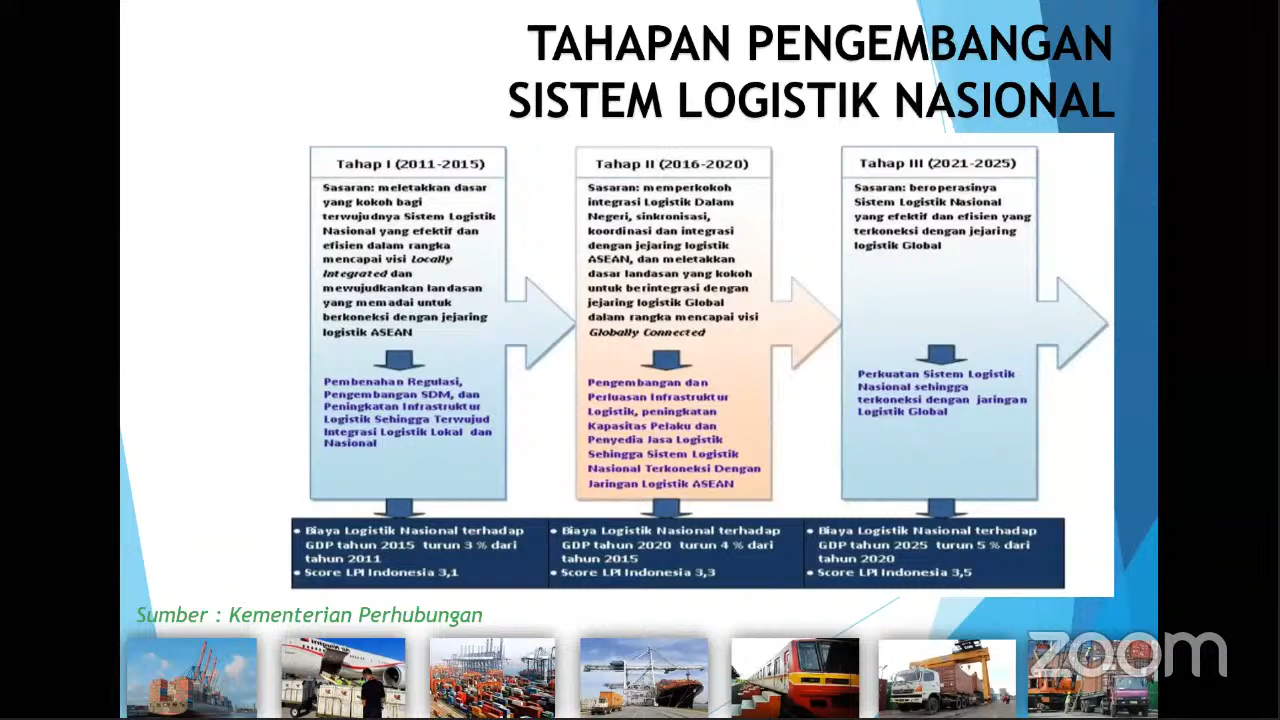 TAHAPAN PENGEMBANGAN
SISTEM LOGISTIK NASIONAL
Tahap I (2011-2015)
Sasaran: meletakkan dasar
yang kokoh bagi
terwujudnya Sistem Logistik
Nasional yang efektif dan
efisien dalam rangka
mencapai visi Locally
Integrated dan
mewujudkankan landasan
yang memadai untuk
berkoneksi dengan jejaring
logistik ASEAN
Pembenahan Regulasi,
Pengembangan SDM, dan
Peningkatan Infrastruktur
Logistik Sehingga Terwujud
Integrasi Logistik Lokal dan
Nasional
Tahap II (2016-2020)
Sasaran: memperkokoh
integrasi Logistik Dalam
Negeri, sinkronisasi,
koordinasi dan integrasi
dengan jejaring logistik
ASEAN, dan meletakkan
dasar landasan yang kokoh
untuk berintegrasi dengan
jejaring logistik Global
dalam rangka mencapai visi
Globally Connected
Pengembangan dan
Perluasan Infrastruktur
Logistik, peningkatan
Kapasitas Pelaku dan
Penyedia Jasa Logistik
Sehingga Sistem Logistik
Nasional Terkoneksi Dengan
Jaringan Logistik ASEAN
Tahap III (2021-2025)
Sasaran: beroperasinya
Sistem Logistik Nasional
yang efektif dan efisien yang
terkoneksi dengan jejaring
logistik Global
Perkuatan Sistem Logistik
Nasional sehingga
terkoneksi dengan jaringan
Logistik Global
• Biaya Logistik Nasional terhadap
GDP tahun 2015 turun 3 % dari
tahun 2011
• Score LPI Indonesia 3,1
• Biaya Logistik Nasional terhadap
GDP tahun 2020 turun 4 % dari
tahun 2015
• Score LPI Indonesia 3,3
• Biaya Logistik Nasional terhadap
GDP tahun 2025 turun 5 % dari
tahun 2020
• Score LPI Indonesia 3,5
Sumber : Kementerian Perhubungan
zoom